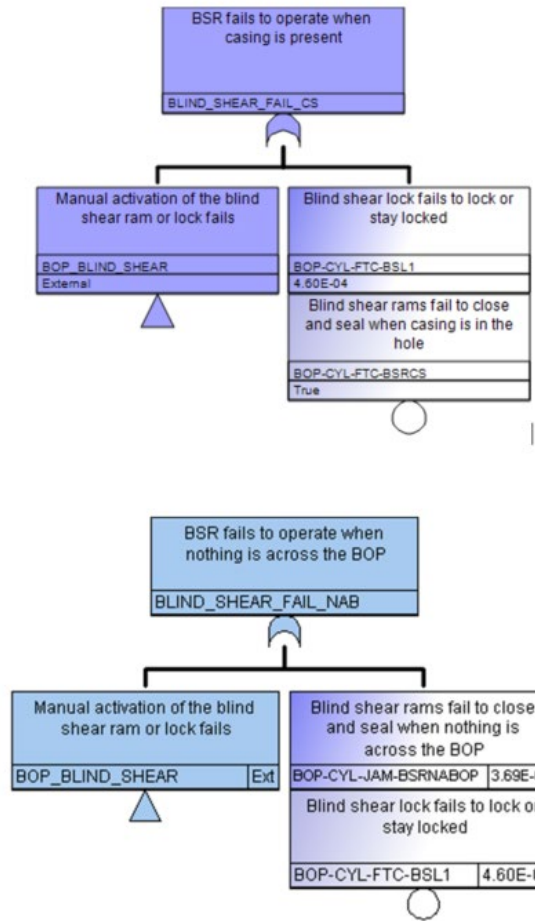 BSR fails to operate when
casing is present
BLIND_SHEAR_FAIL_CS
Manual activation of the blind
shear ram or lock fails
BOP_BLIND_SHEAR
External
Blind shear lock fails to lock or
stay locked
BOP-CYL-FTC-BSL1
4.60E-04
Blind shear rams fail to close
and seal when casing is in the
hole
BOP-CYL-FTC-BSRCS
True
BSR fails to operate when
nothing is across the BOP
BLIND_SHEAR_FAIL_NAB
Manual activation of the blind
shear ram or lock fails
BOP_BLIND_SHEAR Ext
Blind shear rams fail to close
and seal when nothing is
across the BOP
BOP-CYL-JAM-BSRNABOP 3.69E-
Blind shear lock fails to lock or
stay locked
BOP-CYL-FTC-BSL1 4.60E-0